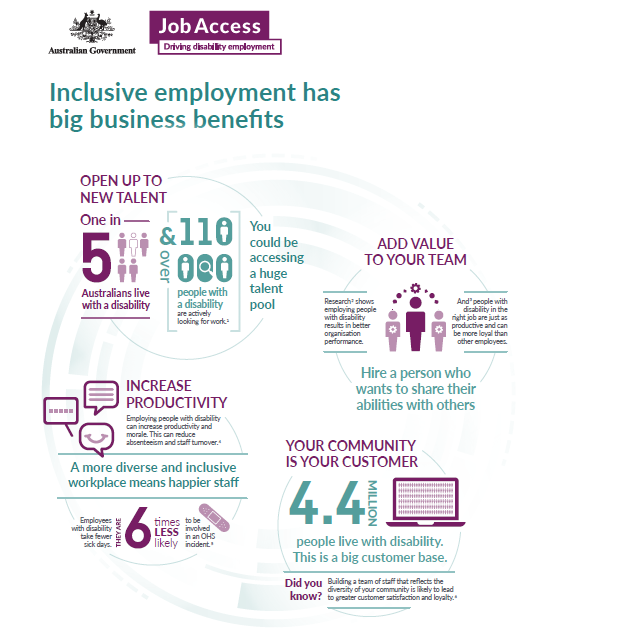 Australian Government
Job Access
Driving disability employment
Inclusive employment has
big business benefits
OPEN UP TO
NEW TALENT
One in
5
Australians live
with a disability
& over
110
000
people with
a disability
are actively
looking for work.¹
You
could be
accessing
a huge
talent
pool
ADD VALUE
TO YOUR TEAM
Research² shows
employing people
with disability
results in better
organisation
performance.
And³ people with
disability in the
right job are just as
productive and can
be more loyal than
other employees.
Hire a person who
wants to share their
abilities with others
INCREASE
PRODUCTIVITY
Employing people with disability
can increase productivity and
morale. This can reduce
absenteeism and staff turnover.⁴
A more diverse and inclusive
workplace means happier staff
Employees
with disability
take fewer
sick days.
THEY ARE
6
times
LESS
likely
to be
involved
in an OHS
incident.⁵
YOUR COMMUNITY
IS YOUR CUSTOMER
4.4
MILLION
people live with disability.
This is a big customer base.
Did you
know?
Building a team of staff that reflects the
diversity of your community is likely to lead
to greater customer satisfaction and loyalty.⁶